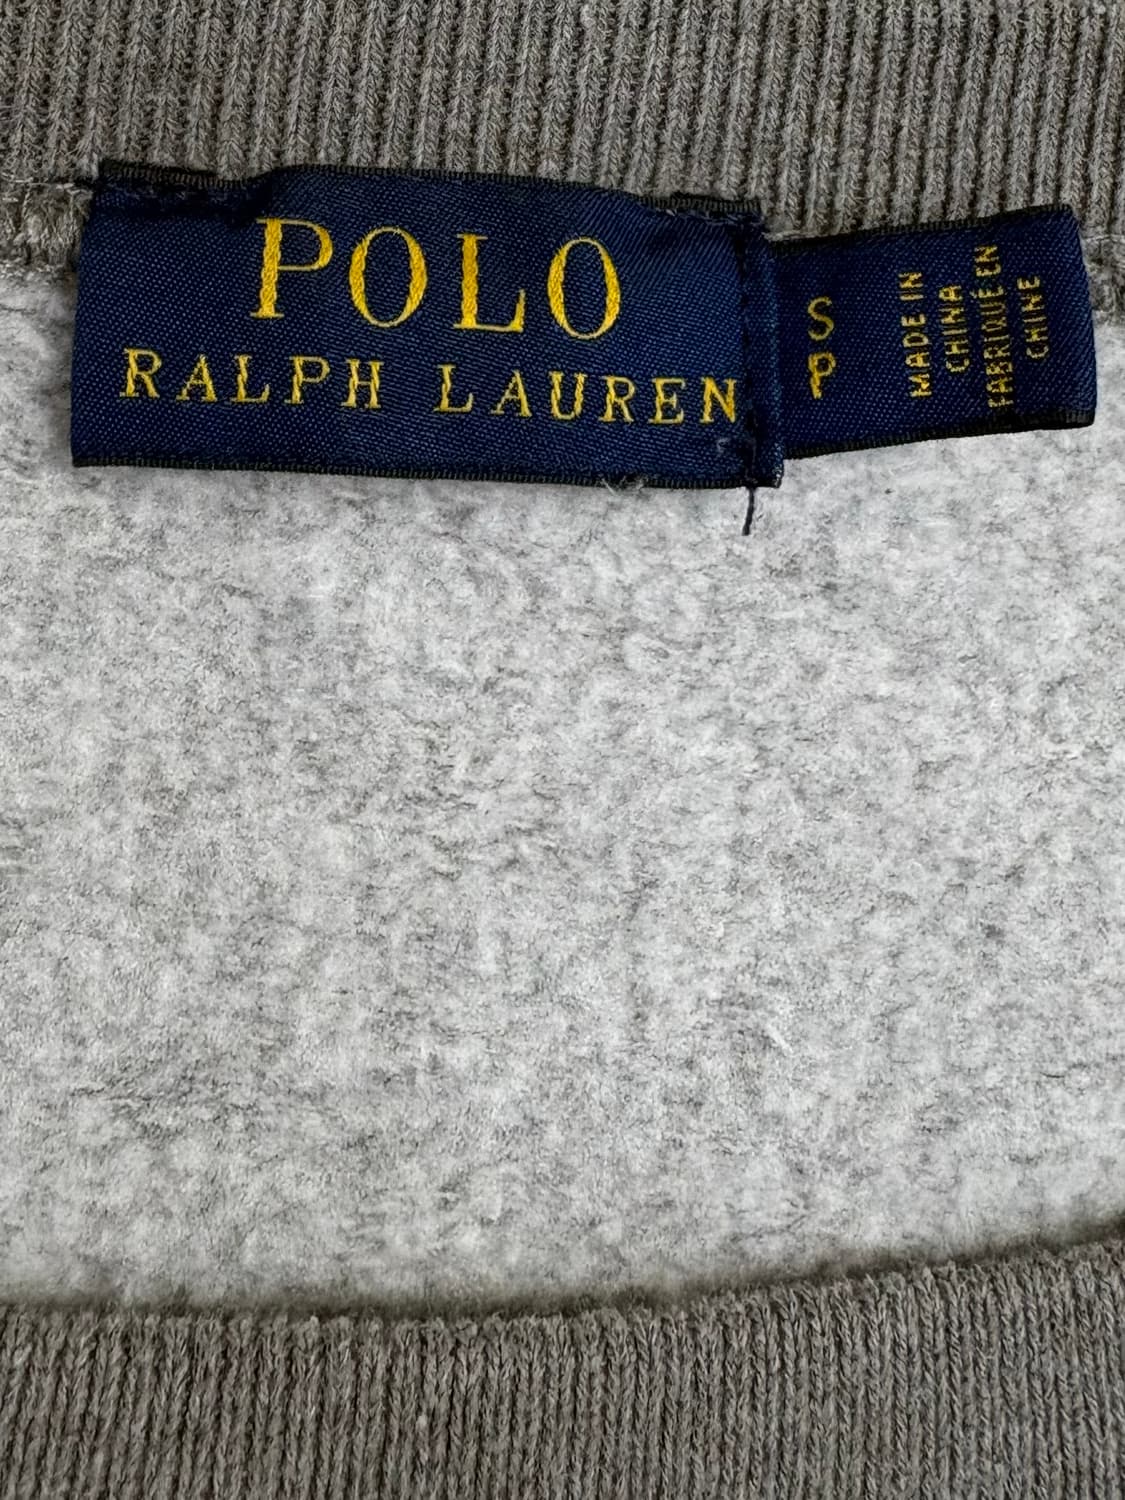 POLO
RALPH LAUREN
S
P
MADE IN
CHINA
FABRIQUÉ EN
CHINE